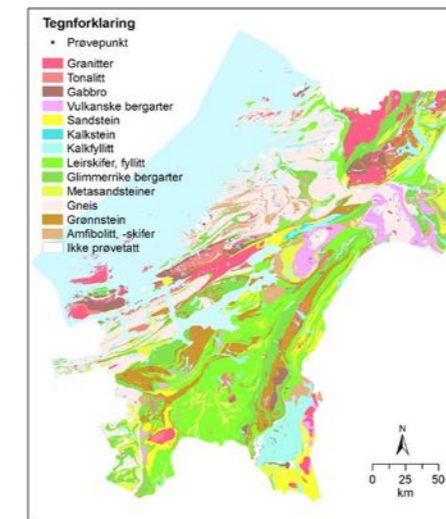 Tegnforklaring
Prøvepunkt
Granitter
Tonalitt
Gabbro
Vulkanske bergarter
Sandstein
Kalkstein
Kalkfyllitt
Leirskifer, fyllitt
Glimmerrike bergarter
Metasandsteiner
Gneis
Grønnstein
Amfibolitt, -skifer
Ikke prøvetatt
N
0 25 50
km